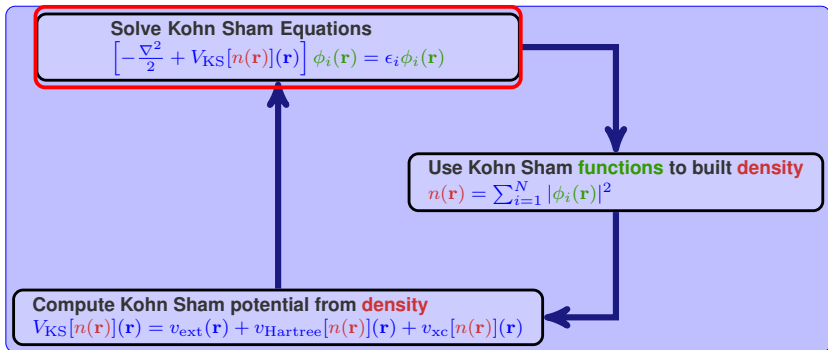 Solve Kohn Sham Equations
[-∇²/2 + V_KS[n(r)](r)] ϕ_i(r) = ϵ_i ϕ_i(r)
Use Kohn Sham functions to built density
n(r) = ∑_{i=1}^{N} |ϕ_i(r)|²
Compute Kohn Sham potential from density
V_KS[n(r)](r) = v_ext(r) + v_Hartree[n(r)](r) + v_xc[n(r)](r)